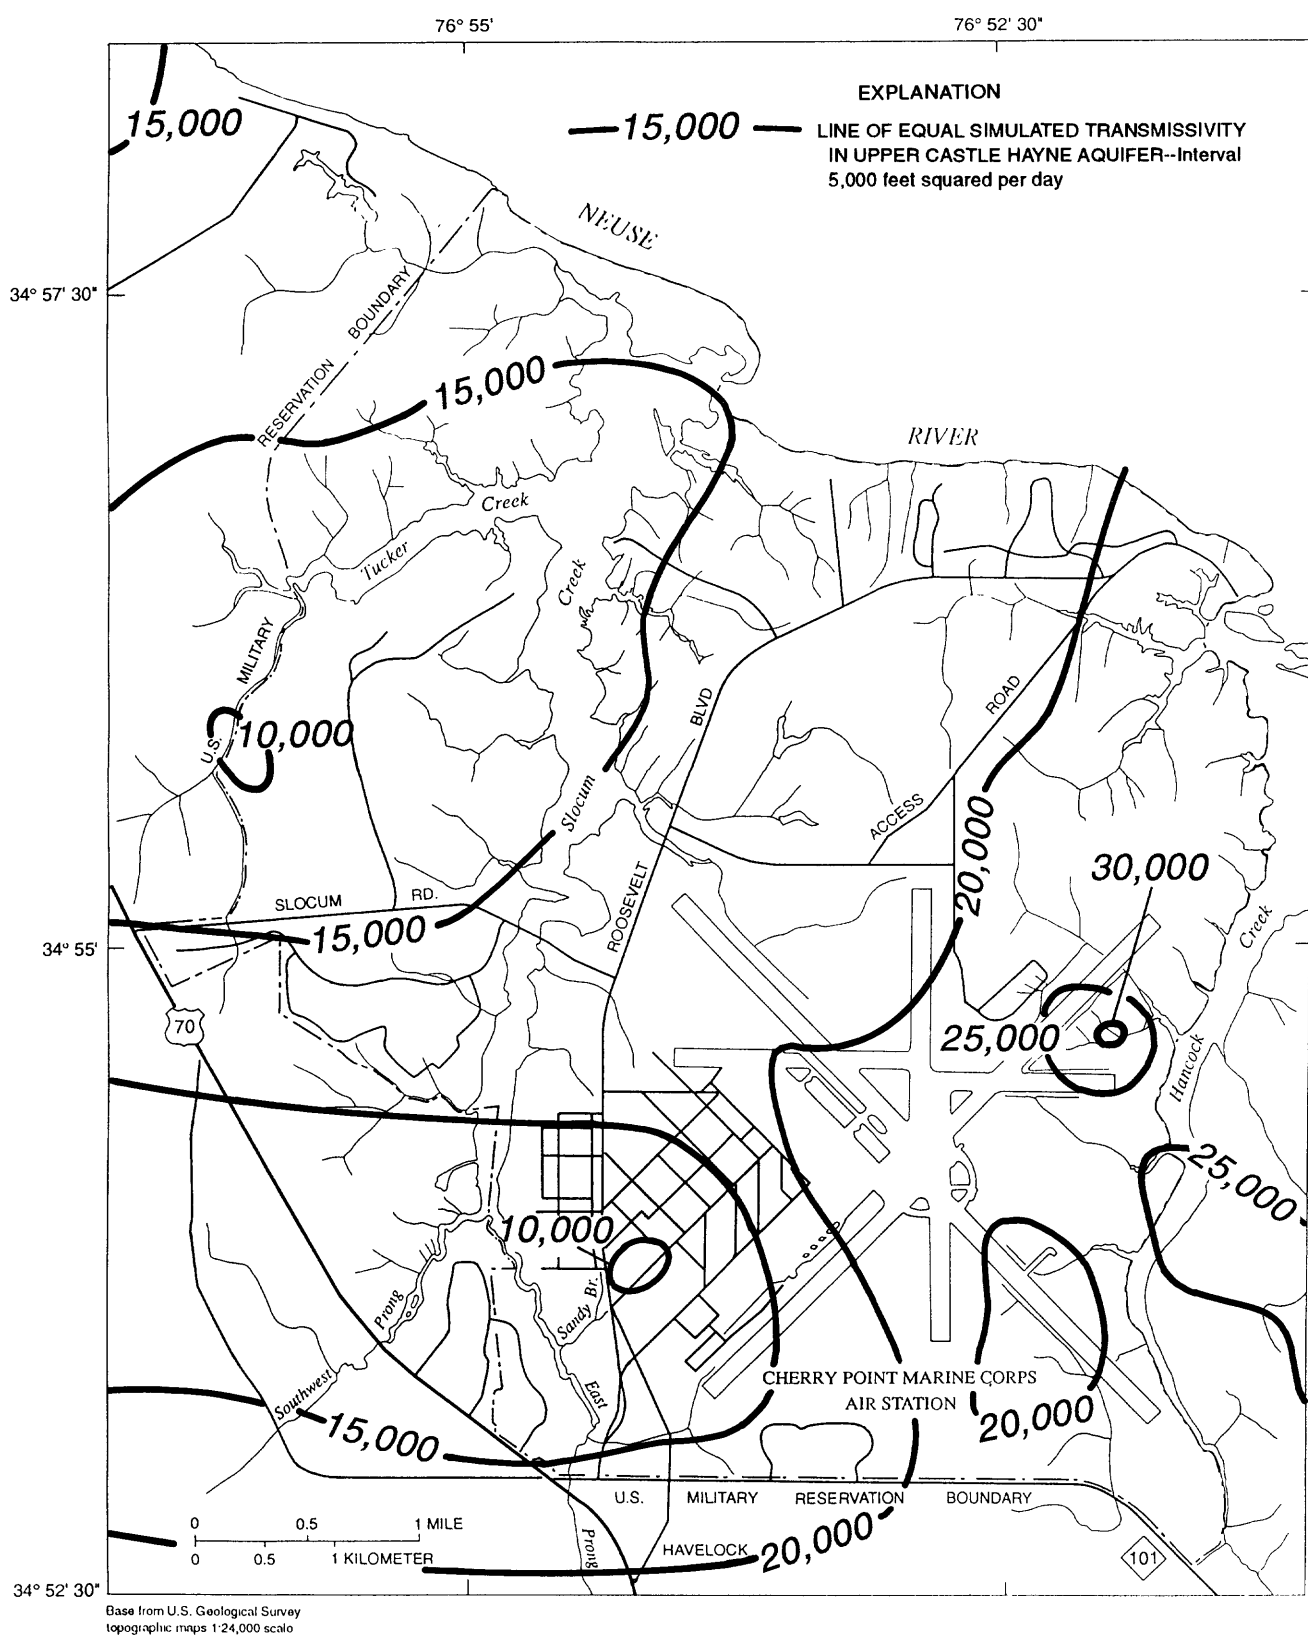 76° 55'
76° 52' 30"
EXPLANATION
15,000
15,000
LINE OF EQUAL SIMULATED TRANSMISSIVITY
IN UPPER CASTLE HAYNE AQUIFER--Interval
5,000 feet squared per day
NEUSE
34° 57' 30"
RESERVATION BOUNDARY
15,000
RIVER
Creek
Tucker
Creek
U.S. MILITARY
10,000
BLVD
ROAD
Slocum
ACCESS
20,000
30,000
ROOSEVELT
SLOCUM RD.
15,000
Creek
34° 55'
70
25,000
Hancock
25,000
10,000
Sandy Br.
Prong
Southwest
East
CHERRY POINT MARINE CORPS
AIR STATION
15,000
20,000
U.S. MILITARY RESERVATION BOUNDARY
0 0.5 1 MILE
0 0.5 1 KILOMETER
Prong
HAVELOCK
20,000
101
34° 52' 30"
Base from U.S. Geological Survey
topographic maps 1:24,000 scale